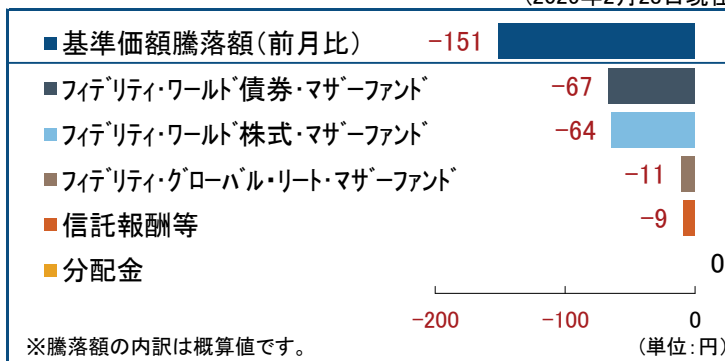 ■基準価額騰落額(前月比) −151
■フィデリティ・ワールド債券・マザーファンド −67
■フィデリティ・ワールド株式・マザーファンド −64
■フィデリティ・グローバル・リート・マザーファンド −11
■信託報酬等 −9
■分配金 0
−200 −100 0
※騰落額の内訳は概算値です。 (単位:円)